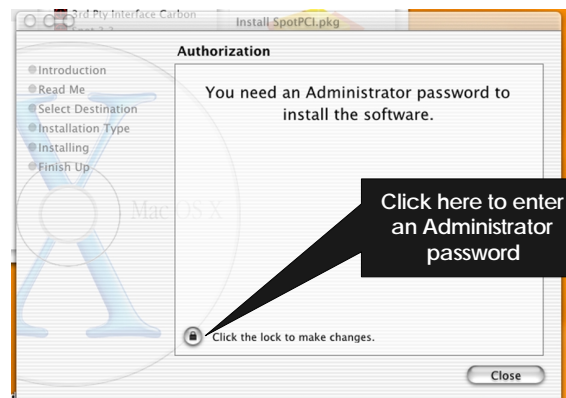 3rd Ply Interface Carbon
Install SpotPCI.pkg
Authorization
Introduction
Read Me
Select Destination
Installation Type
Installing
Finish Up
You need an Administrator password to
install the software.
Mac OS X
Click here to enter
an Administrator
password
Click the lock to make changes.
Close